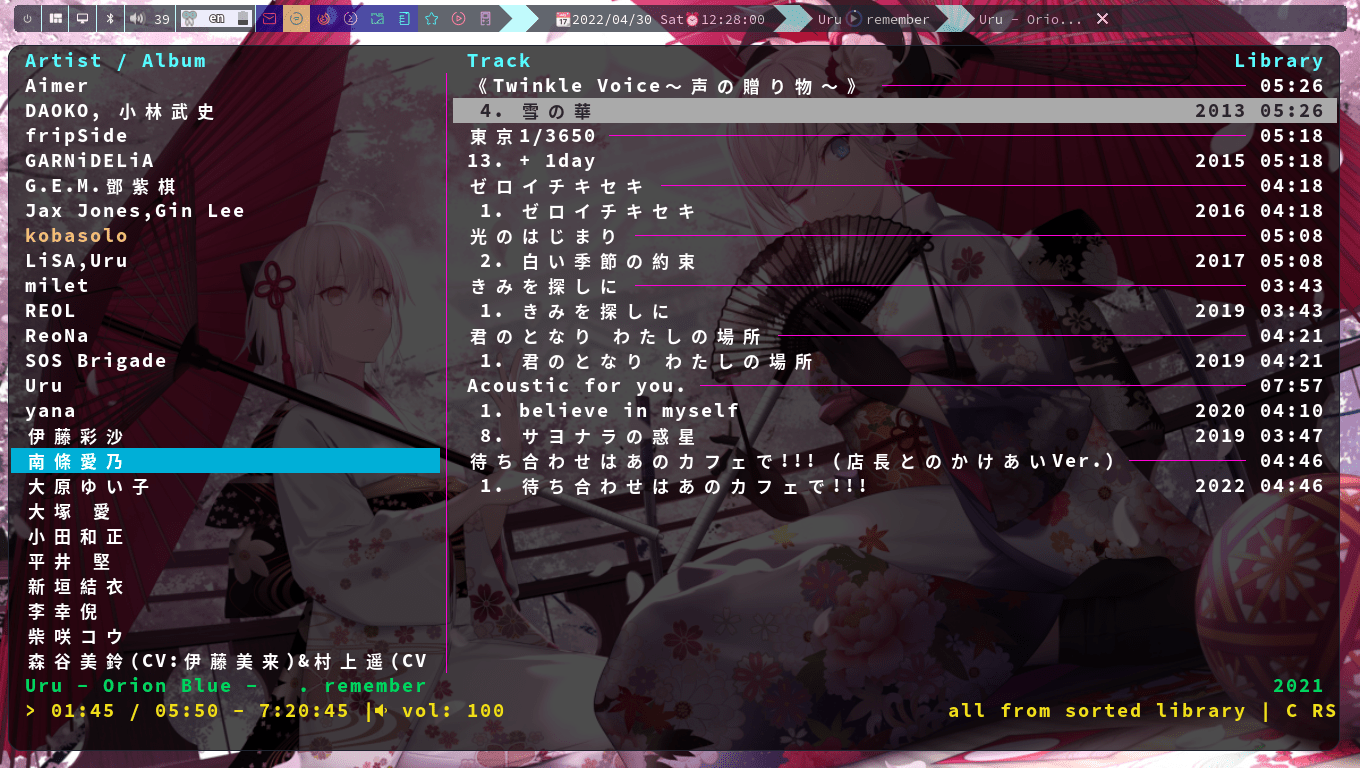 39 en 2022/04/30 Sat 12:28:00 Uru remember Uru - Orio...
Artist / Album
Aimer
DAOKO, 小林武史
fripSide
GARNiDELiA
G.E.M.鄧紫棋
Jax Jones,Gin Lee
kobasolo
LiSA,Uru
milet
REOL
ReoNa
SOS Brigade
Uru
yana
伊藤彩沙
南條愛乃
大原ゆい子
大塚 愛
小田和正
平井 堅
新垣結衣
李幸倪
柴咲コウ
森谷美鈴(CV:伊藤美来)&村上遥(CV
Track Library
《Twinkle Voice～声の贈り物～》 05:26
4. 雪の華 2013 05:26
東京1/3650 05:18
13. + 1day 2015 05:18
ゼロイチキセキ 04:18
1. ゼロイチキセキ 2016 04:18
光のはじまり 05:08
2. 白い季節の約束 2017 05:08
きみを探しに 03:43
1. きみを探しに 2019 03:43
君のとなり わたしの場所 04:21
1. 君のとなり わたしの場所 2019 04:21
Acoustic for you. 07:57
1. believe in myself 2020 04:10
8. サヨナラの惑星 2019 03:47
待ち合わせはあのカフェで!!! (店長とのかけあいVer.) 04:46
1. 待ち合わせはあのカフェで!!! 2022 04:46
Uru - Orion Blue - . remember 2021
> 01:45 / 05:50 - 7:20:45 | vol: 100 all from sorted library | C RS